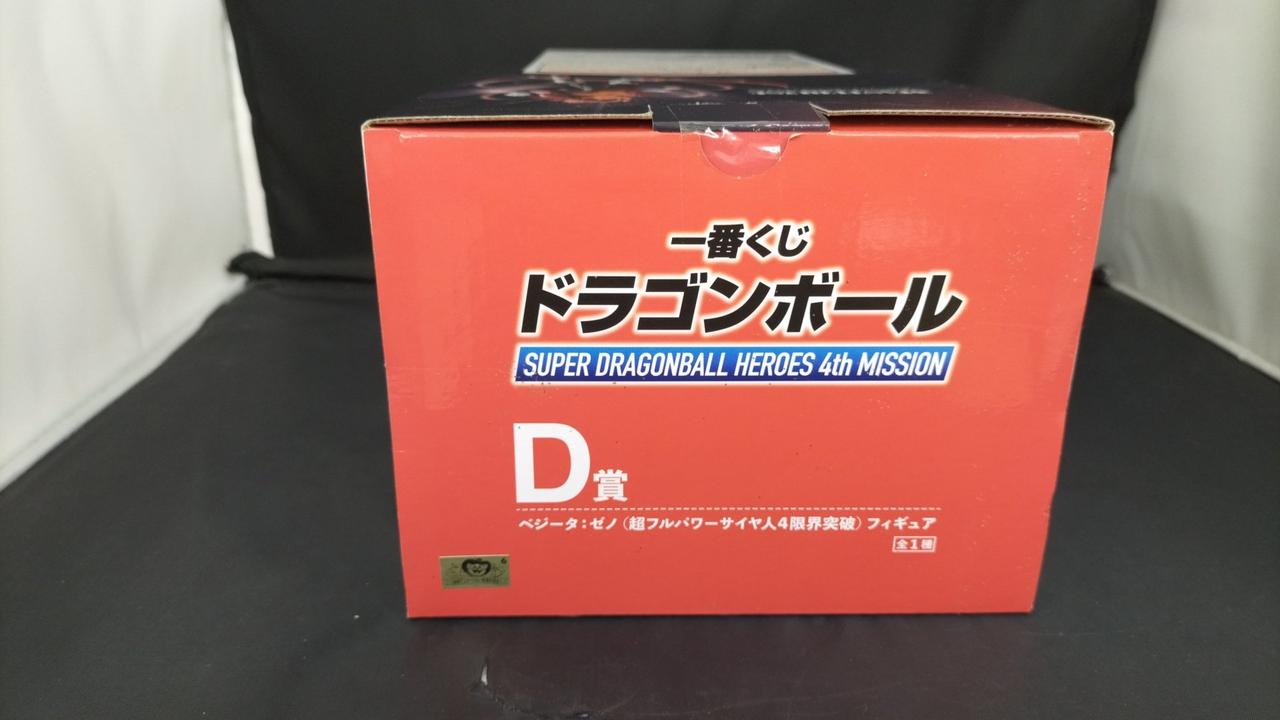 一番くじ
ドラゴンボール
SUPER DRAGONBALL HEROES 4th MISSION
D賞
ベジータ：ゼノ（超フルパワーサイヤ人4限界突破）フィギュア
全1種
6